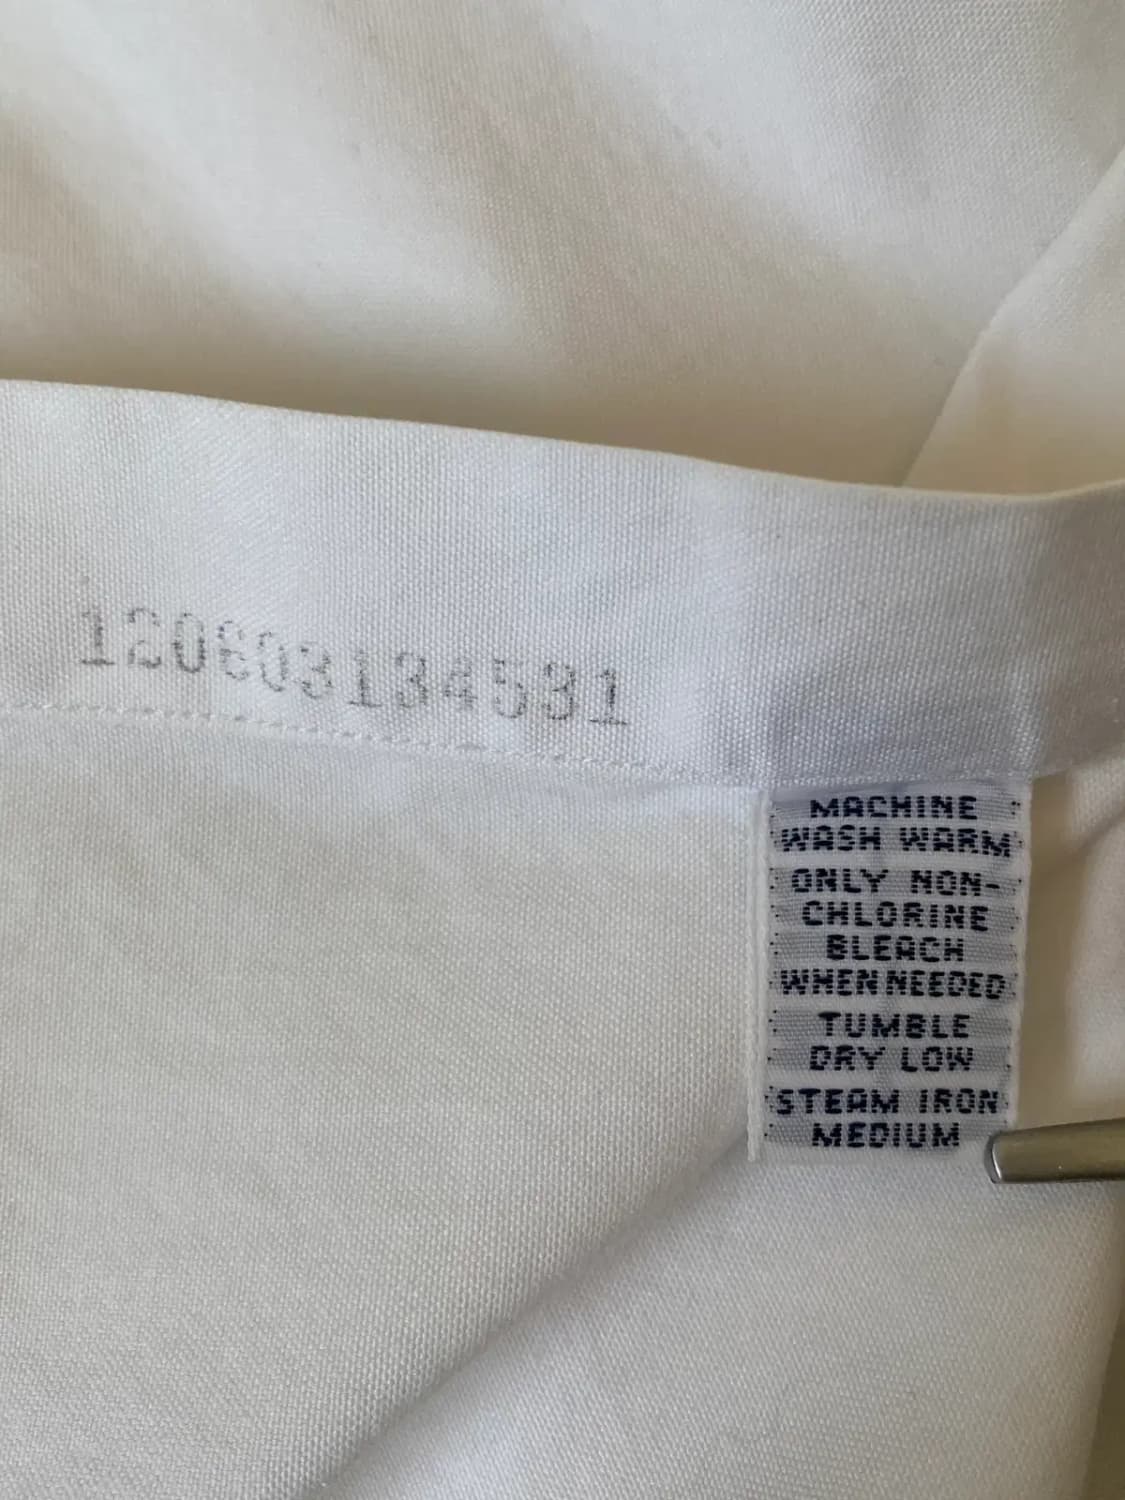 120603134531
MACHINE
WASH WARM
ONLY NON-
CHLORINE
BLEACH
WHEN NEEDED
TUMBLE
DRY LOW
STEAM IRON
MEDIUM